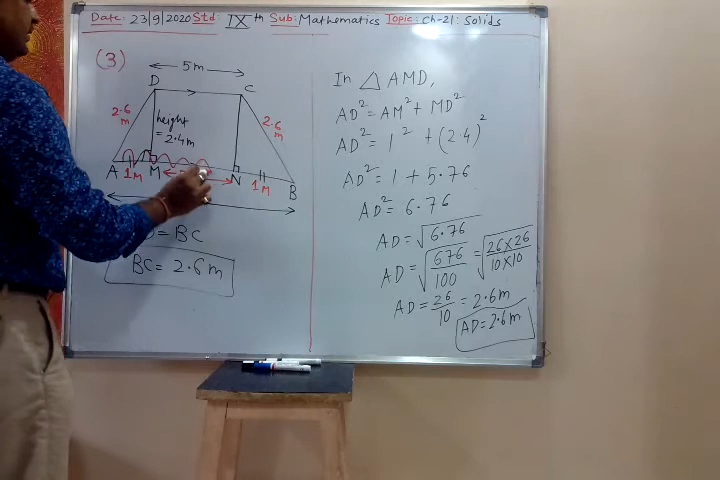 Date: 23/9/2020 Std: IXth Sub: Mathematics Topic: Ch-21: Solids
(3)
5m
D C
2.6 m
height = 2.4m
2.6 m
A 1M M N 1M B
= BC
BC = 2.6 m
In △ AMD,
AD² = AM² + MD²
AD² = 1² + (2.4)²
AD² = 1 + 5.76
AD² = 6.76
AD = √6.76
AD = √676/100 = √26×26/10×10
AD = 26/10 = 2.6m
AD = 2.6m